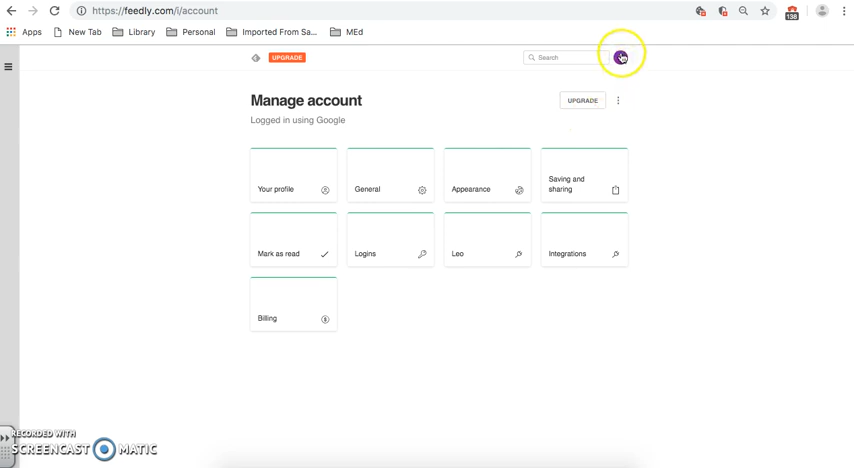 https://feedly.com/i/account
138
Apps New Tab Library Personal Imported From Sa... MEd
UPGRADE Search
Manage account UPGRADE
Logged in using Google
Your profile General Appearance Saving and sharing
Mark as read Logins Leo Integrations
Billing
RECORDED WITH
SCREENCAST MATIC